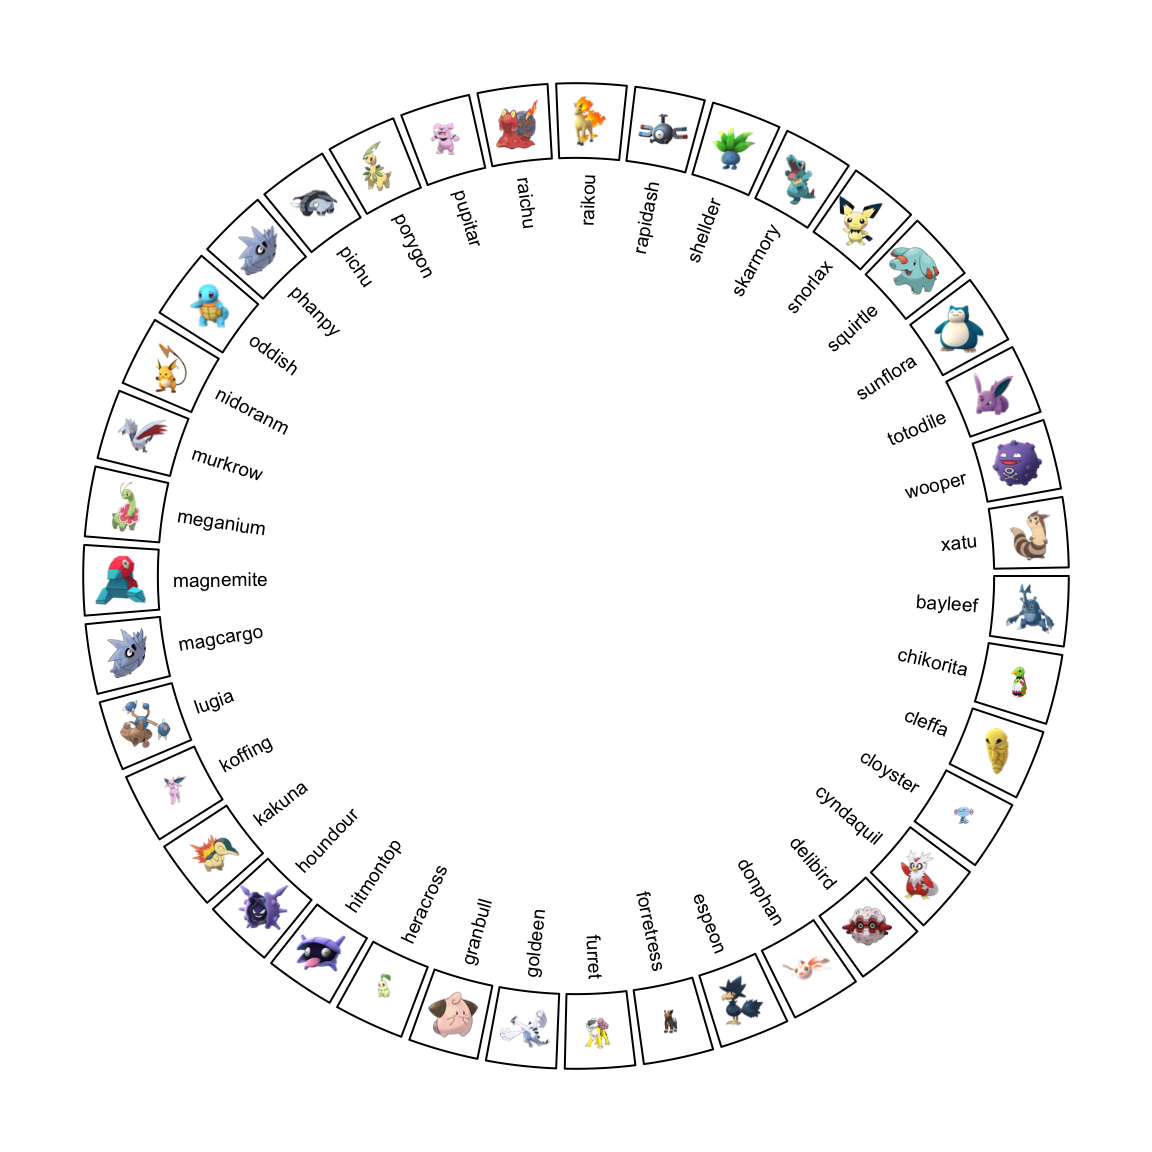 bayleef
chikorita
cleffa
cloyster
cyndaquil
delibird
donphan
espeon
forretress
furret
goldeen
granbull
heracross
hitmontop
houndour
kakuna
koffing
lugia
magcargo
magnemite
meganium
murkrow
nidoranm
oddish
phanpy
pichu
porygon
pupitar
raichu
raikou
rapidash
shellder
skarmory
snorlax
squirtle
sunflora
totodile
wooper
xatu